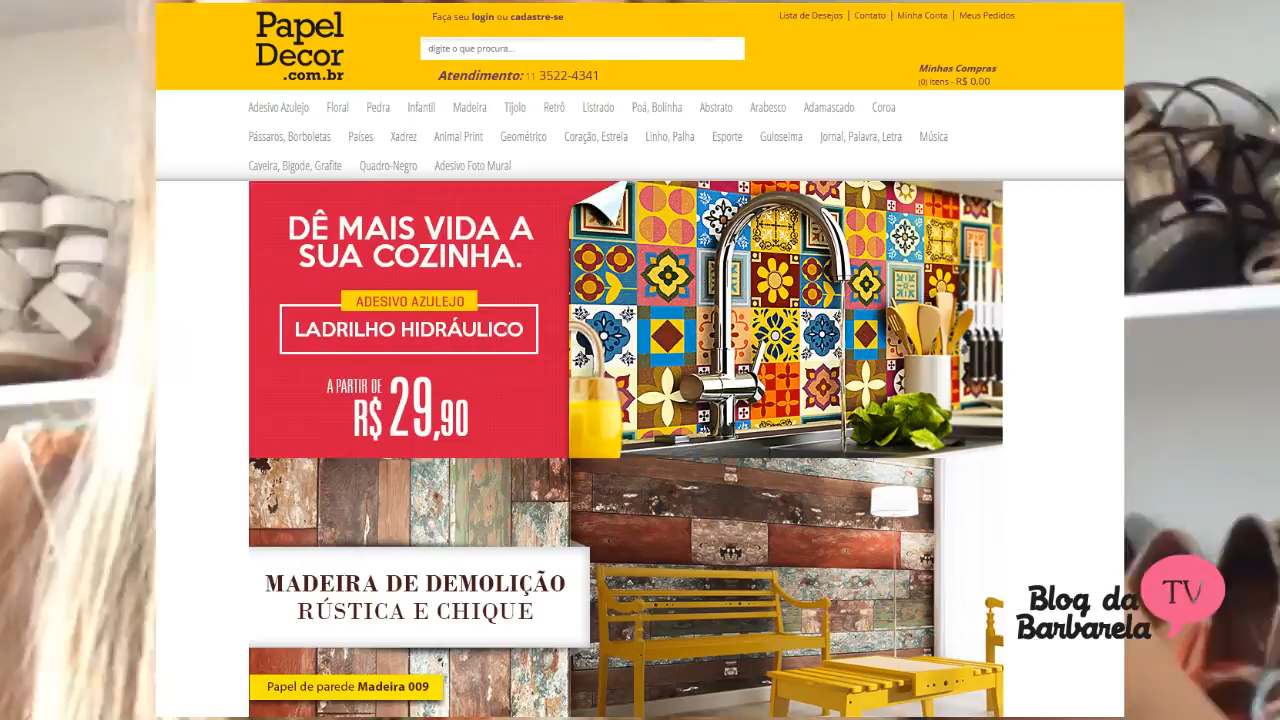 Papel
Decor
.com.br
Faça seu login ou cadastre-se
Lista de Desejos | Contato | Minha Conta | Meus Pedidos
digite o que procura...
Atendimento: 11 3522-4341
Minhas Compras
(0) itens - R$ 0,00
Adesivo Azulejo Floral Pedra Infantil Madeira Tijolo Retrô Listrado Poá, Bolinha Abstrato Arabesco Adamascado Coroa
Pássaros, Borboletas Países Xadrez Animal Print Geométrico Coração, Estrela Linho, Palha Esporte Guloseima Jornal, Palavra, Letra Música
Caveira, Bigode, Grafite Quadro-Negro Adesivo Foto Mural
DÊ MAIS VIDA A
SUA COZINHA.
ADESIVO AZULEJO
LADRILHO HIDRÁULICO
A PARTIR DE
R$ 29,90
MADEIRA DE DEMOLIÇÃO
RÚSTICA E CHIQUE
Papel de parede Madeira 009
Blog da
Barbarela
TV